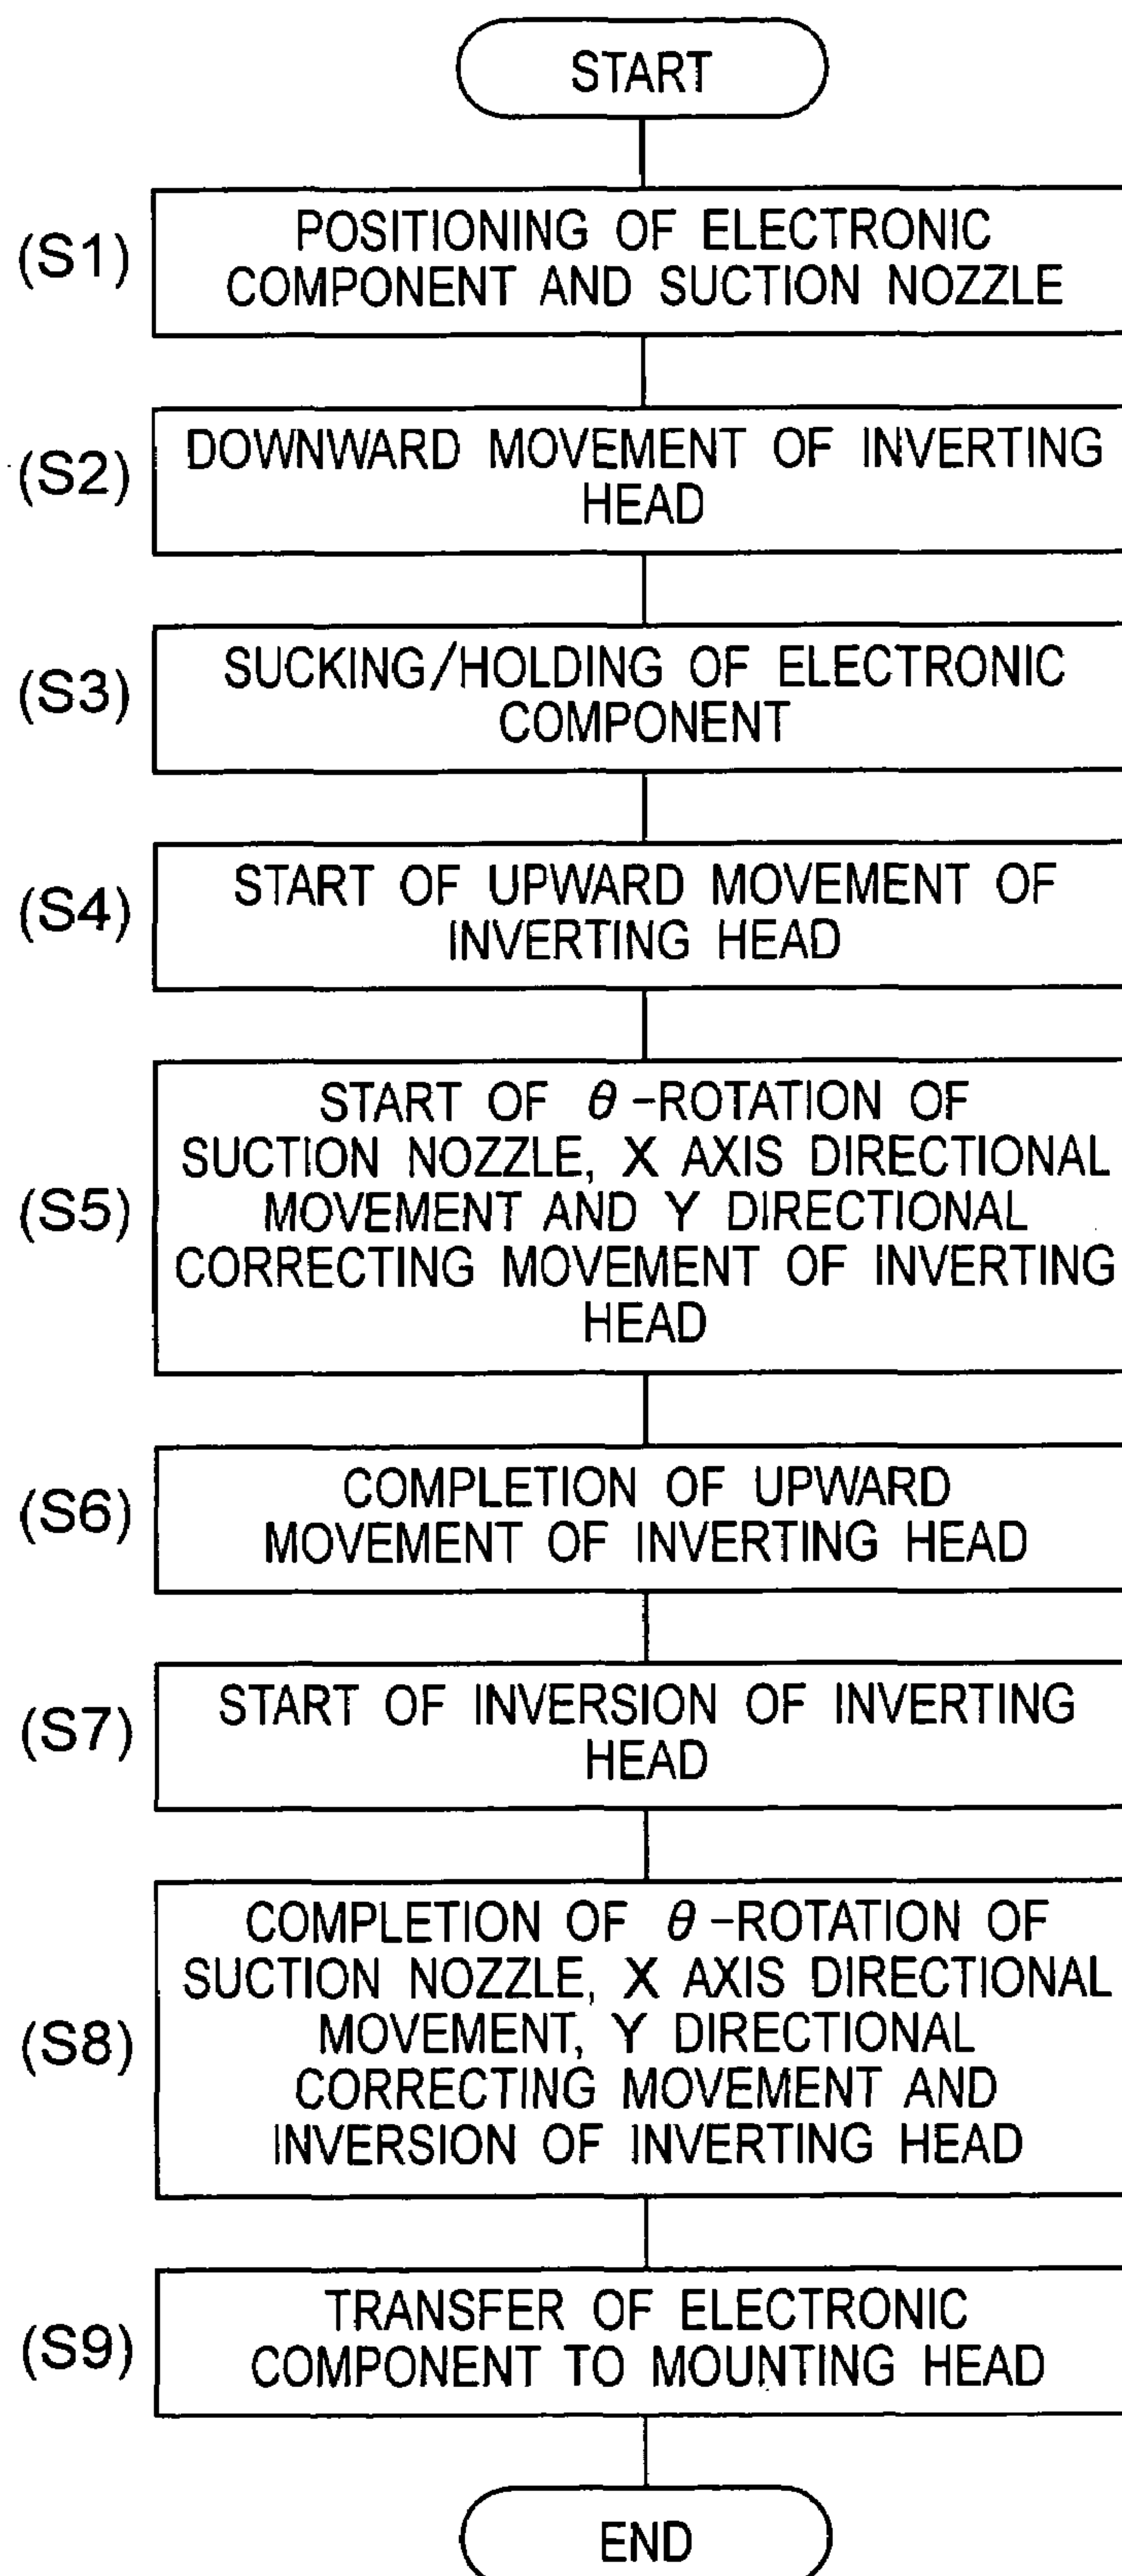 START
(S1)
POSITIONING OF ELECTRONIC
COMPONENT AND SUCTION NOZZLE
(S2)
DOWNWARD MOVEMENT OF INVERTING
HEAD
(S3)
SUCKING/HOLDING OF ELECTRONIC
COMPONENT
(S4)
START OF UPWARD MOVEMENT OF
INVERTING HEAD
(S5)
START OF θ-ROTATION OF
SUCTION NOZZLE, X AXIS DIRECTIONAL
MOVEMENT AND Y DIRECTIONAL
CORRECTING MOVEMENT OF INVERTING
HEAD
(S6)
COMPLETION OF UPWARD
MOVEMENT OF INVERTING HEAD
(S7)
START OF INVERSION OF INVERTING
HEAD
(S8)
COMPLETION OF θ-ROTATION OF
SUCTION NOZZLE, X AXIS DIRECTIONAL
MOVEMENT, Y DIRECTIONAL
CORRECTING MOVEMENT AND
INVERSION OF INVERTING HEAD
(S9)
TRANSFER OF ELECTRONIC
COMPONENT TO MOUNTING HEAD
END